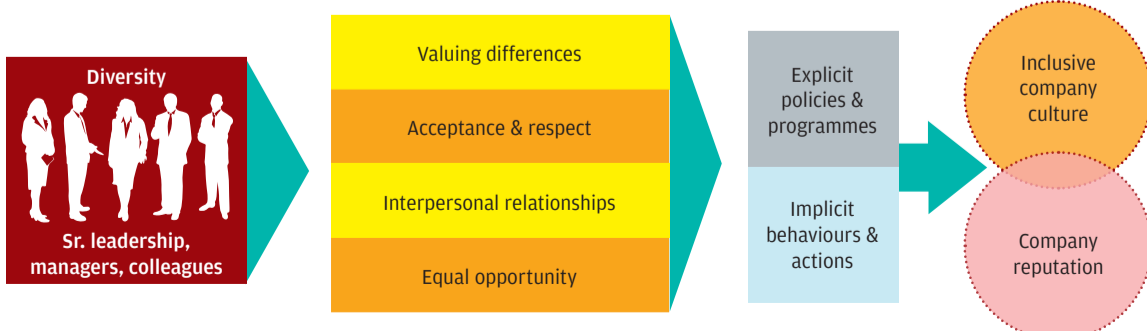 Diversity
Sr. leadership,
managers, colleagues
Valuing differences
Acceptance & respect
Interpersonal relationships
Equal opportunity
Explicit
policies &
programmes
Implicit
behaviours &
actions
Inclusive
company
culture
Company
reputation